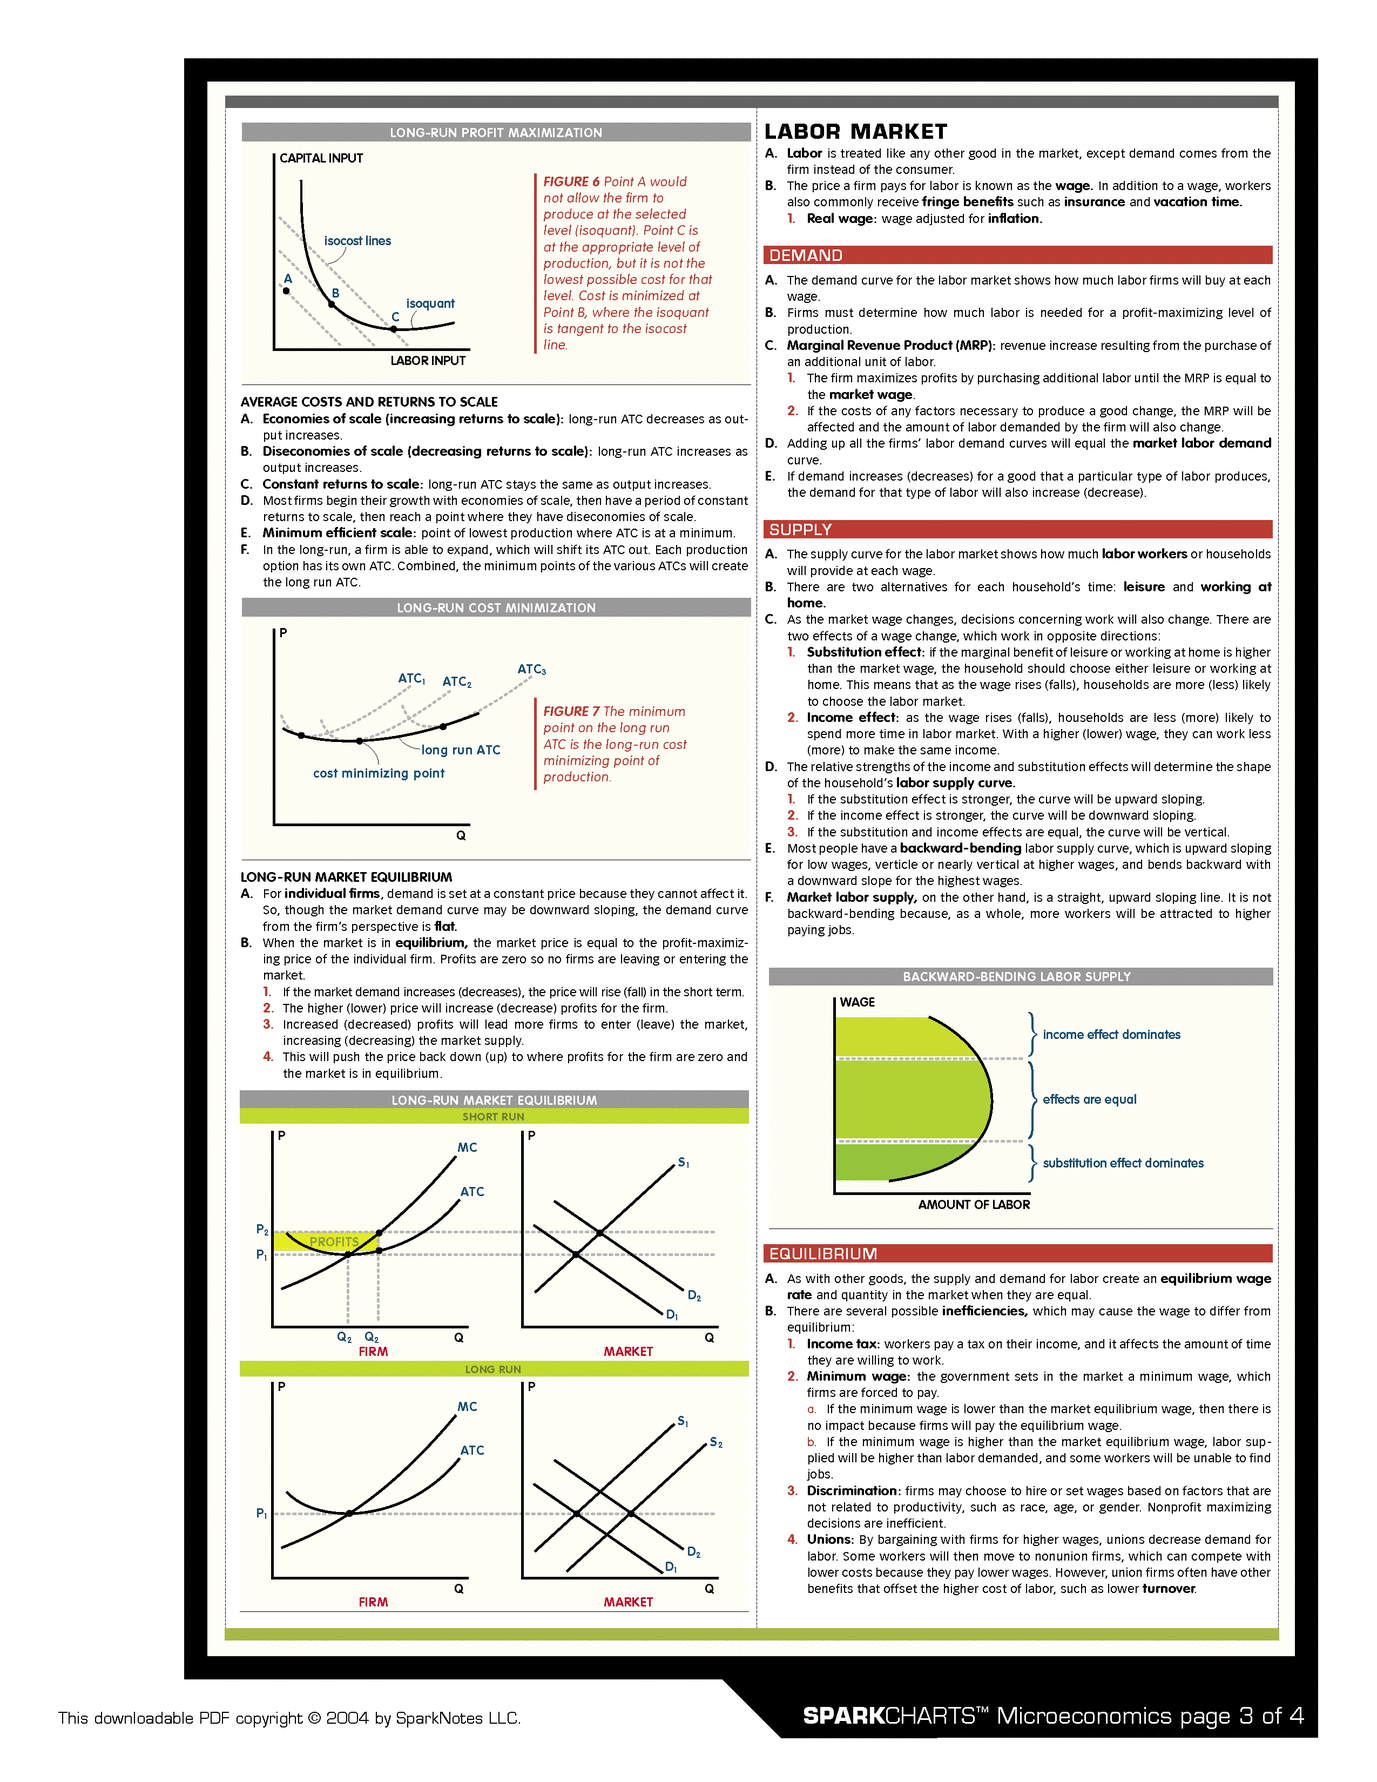 LONG-RUN PROFIT MAXIMIZATION
CAPITAL INPUT
isocost lines
A
B
isoquant
C
LABOR INPUT
FIGURE 6 Point A would
not allow the firm to
produce at the selected
level (isoquant). Point C is
at the appropriate level of
production, but it is not the
lowest possible cost for that
level. Cost is minimized at
Point B, where the isoquant
is tangent to the isocost
line.
AVERAGE COSTS AND RETURNS TO SCALE
A. Economies of scale (increasing returns to scale): long-run ATC decreases as out-
put increases.
B. Diseconomies of scale (decreasing returns to scale): long-run ATC increases as
output increases.
C. Constant returns to scale: long-run ATC stays the same as output increases.
D. Most firms begin their growth with economies of scale, then have a period of constant
returns to scale, then reach a point where they have diseconomies of scale.
E. Minimum efficient scale: point of lowest production where ATC is at a minimum.
F. In the long-run, a firm is able to expand, which will shift its ATC out. Each production
option has its own ATC. Combined, the minimum points of the various ATCs will create
the long run ATC.
LONG-RUN COST MINIMIZATION
P
ATC1
ATC2
ATC3
long run ATC
cost minimizing point
Q
FIGURE 7 The minimum
point on the long run
ATC is the long-run cost
minimizing point of
production.
LONG-RUN MARKET EQUILIBRIUM
A. For individual firms, demand is set at a constant price because they cannot affect it.
So, though the market demand curve may be downward sloping, the demand curve
from the firm's perspective is flat.
B. When the market is in equilibrium, the market price is equal to the profit-maximiz-
ing price of the individual firm. Profits are zero so no firms are leaving or entering the
market.
1. If the market demand increases (decreases), the price will rise (fall) in the short term.
2. The higher (lower) price will increase (decrease) profits for the firm.
3. Increased (decreased) profits will lead more firms to enter (leave) the market,
increasing (decreasing) the market supply.
4. This will push the price back down (up) to where profits for the firm are zero and
the market is in equilibrium.
LONG-RUN MARKET EQUILIBRIUM
SHORT RUN
P
MC
ATC
P2
PROFITS
P1
Q2 Q2
Q
FIRM
P
S1
D2
D1
Q
MARKET
LONG RUN
P
MC
ATC
P1
Q
FIRM
P
S1
S2
D2
D1
Q
MARKET
LABOR MARKET
A. Labor is treated like any other good in the market, except demand comes from the
firm instead of the consumer.
B. The price a firm pays for labor is known as the wage. In addition to a wage, workers
also commonly receive fringe benefits such as insurance and vacation time.
1. Real wage: wage adjusted for inflation.
DEMAND
A. The demand curve for the labor market shows how much labor firms will buy at each
wage.
B. Firms must determine how much labor is needed for a profit-maximizing level of
production.
C. Marginal Revenue Product (MRP): revenue increase resulting from the purchase of
an additional unit of labor.
1. The firm maximizes profits by purchasing additional labor until the MRP is equal to
the market wage.
2. If the costs of any factors necessary to produce a good change, the MRP will be
affected and the amount of labor demanded by the firm will also change.
D. Adding up all the firms' labor demand curves will equal the market labor demand
curve.
E. If demand increases (decreases) for a good that a particular type of labor produces,
the demand for that type of labor will also increase (decrease).
SUPPLY
A. The supply curve for the labor market shows how much labor workers or households
will provide at each wage.
B. There are two alternatives for each household's time: leisure and working at
home.
C. As the market wage changes, decisions concerning work will also change. There are
two effects of a wage change, which work in opposite directions:
1. Substitution effect: if the marginal benefit of leisure or working at home is higher
than the market wage, the household should choose either leisure or working at
home. This means that as the wage rises (falls), households are more (less) likely
to choose the labor market.
2. Income effect: as the wage rises (falls), households are less (more) likely to
spend more time in labor market. With a higher (lower) wage, they can work less
(more) to make the same income.
D. The relative strengths of the income and substitution effects will determine the shape
of the household's labor supply curve.
1. If the substitution effect is stronger, the curve will be upward sloping.
2. If the income effect is stronger, the curve will be downward sloping.
3. If the substitution and income effects are equal, the curve will be vertical.
E. Most people have a backward-bending labor supply curve, which is upward sloping
for low wages, verticle or nearly vertical at higher wages, and bends backward with
a downward slope for the highest wages.
F. Market labor supply, on the other hand, is a straight, upward sloping line. It is not
backward-bending because, as a whole, more workers will be attracted to higher
paying jobs.
BACKWARD-BENDING LABOR SUPPLY
WAGE
income effect dominates
effects are equal
substitution effect dominates
AMOUNT OF LABOR
EQUILIBRIUM
A. As with other goods, the supply and demand for labor create an equilibrium wage
rate and quantity in the market when they are equal.
B. There are several possible inefficiencies, which may cause the wage to differ from
equilibrium:
1. Income tax: workers pay a tax on their income, and it affects the amount of time
they are willing to work.
2. Minimum wage: the government sets in the market a minimum wage, which
firms are forced to pay.
a. If the minimum wage is lower than the market equilibrium wage, then there is
no impact because firms will pay the equilibrium wage.
b. If the minimum wage is higher than the market equilibrium wage, labor sup-
plied will be higher than labor demanded, and some workers will be unable to find
jobs.
3. Discrimination: firms may choose to hire or set wages based on factors that are
not related to productivity, such as race, age, or gender. Nonprofit maximizing
decisions are inefficient.
4. Unions: By bargaining with firms for higher wages, unions decrease demand for
labor. Some workers will then move to nonunion firms, which can compete with
lower costs because they pay lower wages. However, union firms often have other
benefits that offset the higher cost of labor, such as lower turnover.
This downloadable PDF copyright © 2004 by SparkNotes LLC.
SPARKCHARTS™ Microeconomics page 3 of 4